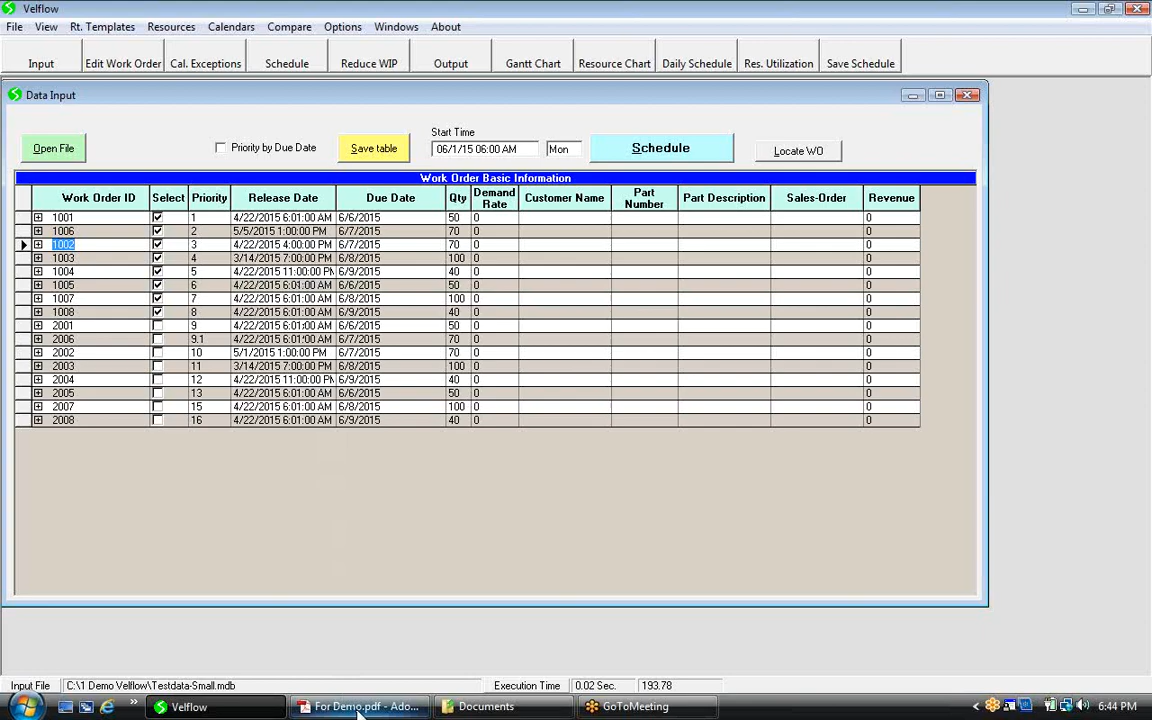 Velflow
File View Rt. Templates Resources Calendars Compare Options Windows About
Input Edit Work Order Cal. Exceptions Schedule Reduce WIP Output Gantt Chart Resource Chart Daily Schedule Res. Utilization Save Schedule
Data Input
Start Time
Open File Priority by Due Date Save table 06/1/15 06:00 AM Mon Schedule Locate WO
Work Order Basic Information
Work Order ID Select Priority Release Date Due Date Qty Demand Rate Customer Name Part Number Part Description Sales-Order Revenue
1001 1 4/22/2015 6:01:00 AM 6/6/2015 50 0 0
1006 2 5/5/2015 1:00:00 PM 6/7/2015 70 0 0
1002 3 4/22/2015 4:00:00 PM 6/7/2015 70 0 0
1003 4 3/14/2015 7:00:00 PM 6/8/2015 100 0 0
1004 5 4/22/2015 11:00:00 PM 6/9/2015 40 0 0
1005 6 4/22/2015 6:01:00 AM 6/6/2015 50 0 0
1007 7 4/22/2015 6:01:00 AM 6/8/2015 100 0 0
1008 8 4/22/2015 6:01:00 AM 6/9/2015 40 0 0
2001 9 4/22/2015 6:01:00 AM 6/6/2015 50 0 0
2006 9.1 4/22/2015 6:01:00 AM 6/7/2015 70 0 0
2002 10 5/1/2015 1:00:00 PM 6/7/2015 70 0 0
2003 11 3/14/2015 7:00:00 PM 6/8/2015 100 0 0
2004 12 4/22/2015 11:00:00 PM 6/9/2015 40 0 0
2005 13 4/22/2015 6:01:00 AM 6/6/2015 50 0 0
2007 15 4/22/2015 6:01:00 AM 6/8/2015 100 0 0
2008 16 4/22/2015 6:01:00 AM 6/9/2015 40 0 0
Input File C:\1 Demo Velflow\Testdata-Small.mdb Execution Time 0.02 Sec. 193.78
Velflow For Demo.pdf - Ado... Documents GoToMeeting 6:44 PM